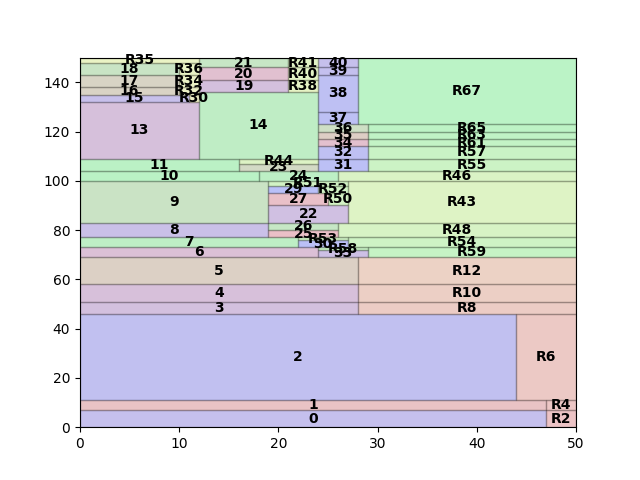 R35
21 R41 40
18 R36 39
20 R40
17 R34
19 R38 38 R67
16 R32
15 R30
140
37
13 14 36 R65
35 R63
120
34 R61
32 R57
R44
11 23 31 R55
10 24 R46
100
R51
29 R52
9 27 R50 R43
22
80
8 26 R48
25
7 R53 R54
30
R58
6 33 R59
5 R12
60
4 R10
3 R8
40
2 R6
20
1 R4
0 R2
0
0 10 20 30 40 50